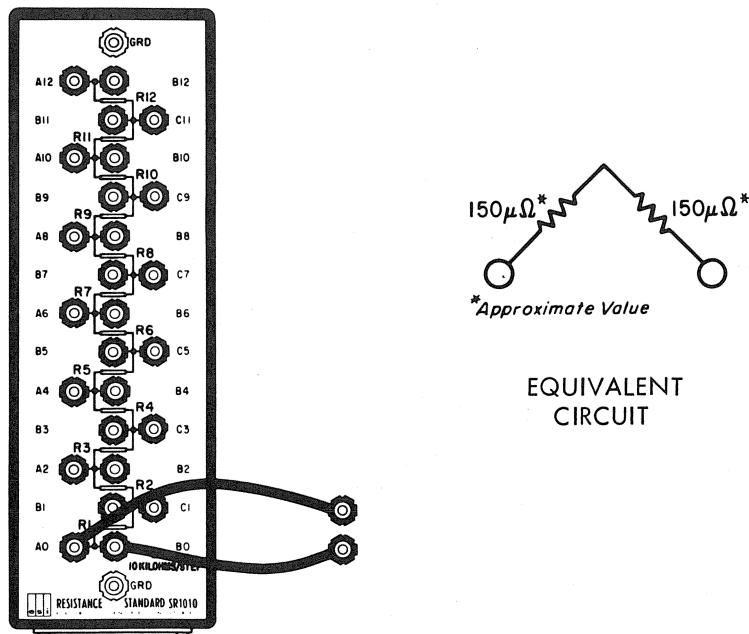 GRD
A12 B12
R12
B11 C11
R11
A10 B10
R10
B9 C9
R9
A8 B8
R8
B7 C7
R7
A6 B6
R6
B5 C5
R5
A4 B4
R4
B3 C3
R3
A2 B2
R2
B1 C1
R1
A0 B0
10 KILOHMS/STEP
GRD
esi RESISTANCE STANDARD SR1010
150μΩ* 150μΩ*
*Approximate Value
EQUIVALENT
CIRCUIT